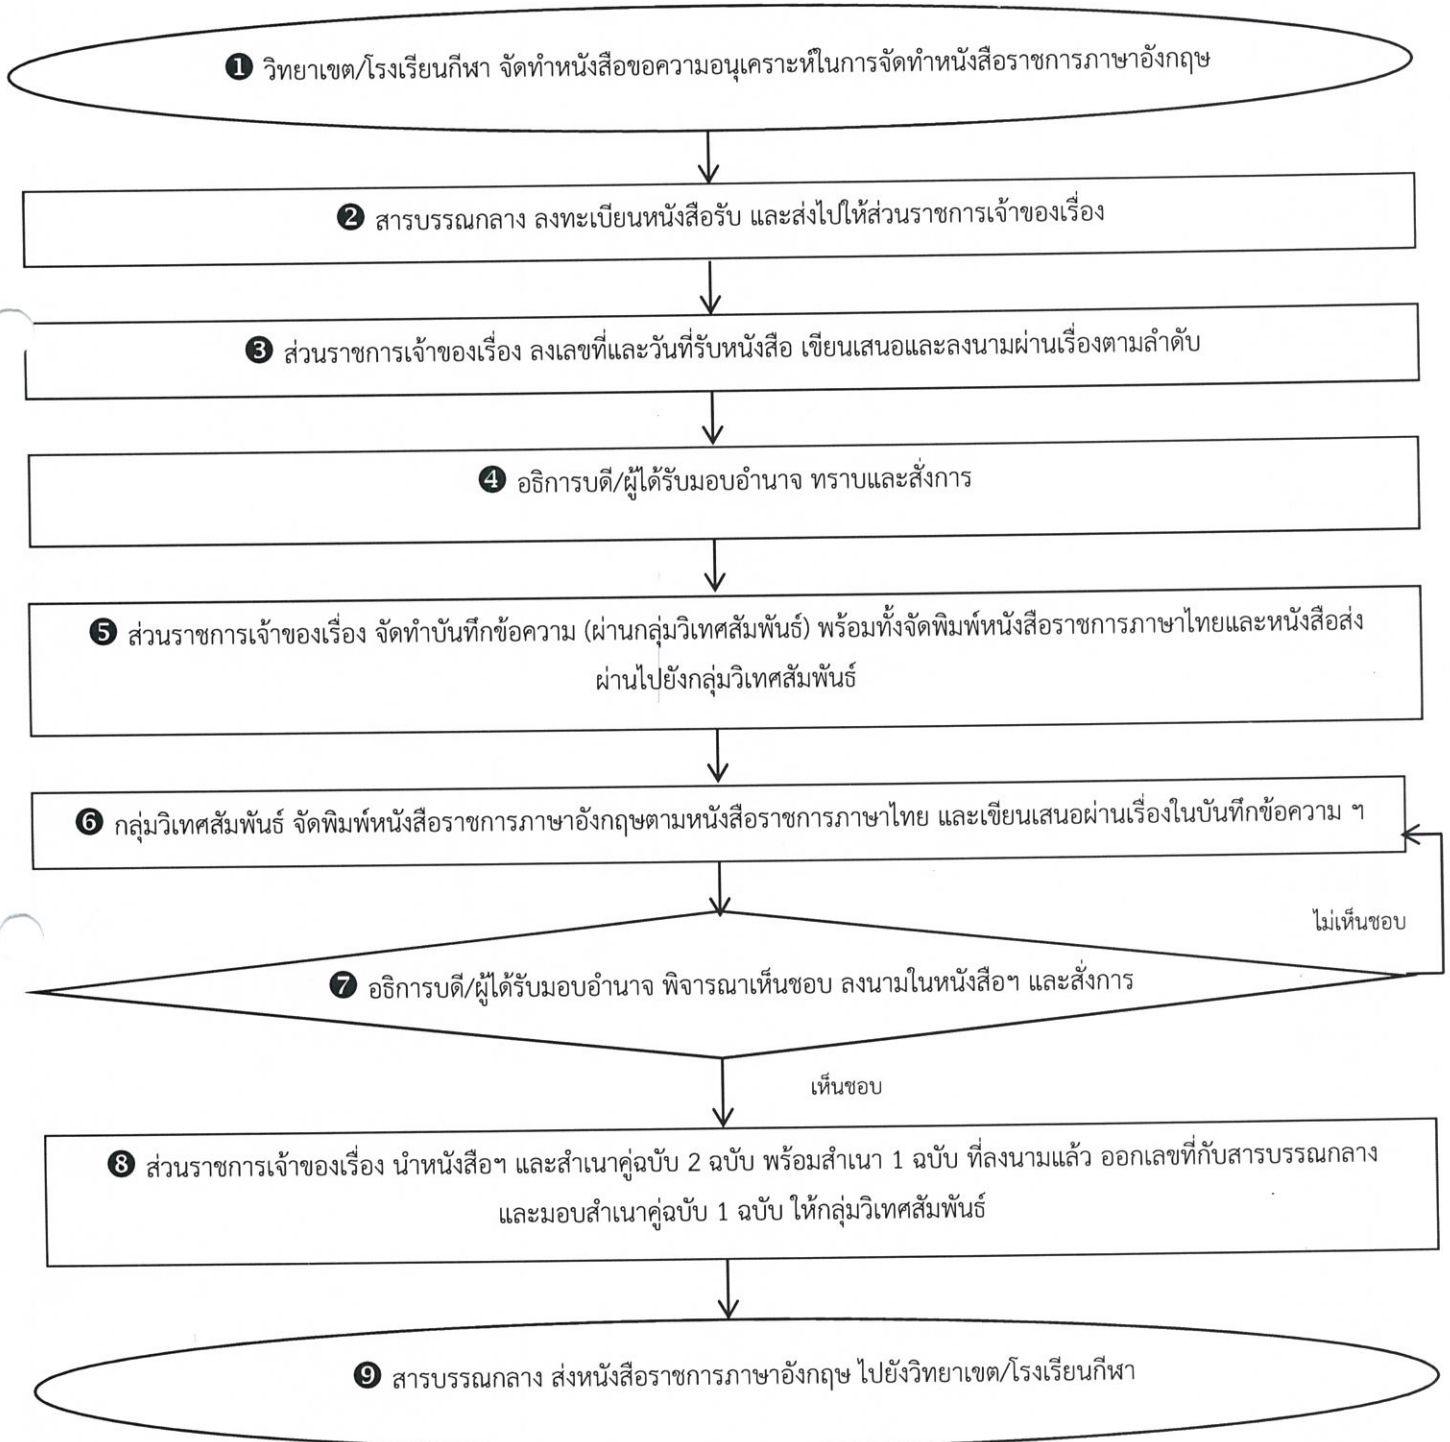 ❶ วิทยาเขต/โรงเรียนกีฬา จัดทำหนังสือขอความอนุเคราะห์ในการจัดทำหนังสือราชการภาษาอังกฤษ
❷ สารบรรณกลาง ลงทะเบียนหนังสือรับ และส่งไปให้ส่วนราชการเจ้าของเรื่อง
❸ ส่วนราชการเจ้าของเรื่อง ลงเลขที่และวันที่รับหนังสือ เขียนเสนอและลงนามผ่านเรื่องตามลำดับ
❹ อธิการบดี/ผู้ได้รับมอบอำนาจ ทราบและสั่งการ
❺ ส่วนราชการเจ้าของเรื่อง จัดทำบันทึกข้อความ (ผ่านกลุ่มวิเทศสัมพันธ์) พร้อมทั้งจัดพิมพ์หนังสือราชการภาษาไทยและหนังสือส่ง
ผ่านไปยังกลุ่มวิเทศสัมพันธ์
❻ กลุ่มวิเทศสัมพันธ์ จัดพิมพ์หนังสือราชการภาษาอังกฤษตามหนังสือราชการภาษาไทย และเขียนเสนอผ่านเรื่องในบันทึกข้อความ ฯ
ไม่เห็นชอบ
❼ อธิการบดี/ผู้ได้รับมอบอำนาจ พิจารณาเห็นชอบ ลงนามในหนังสือฯ และสั่งการ
เห็นชอบ
❽ ส่วนราชการเจ้าของเรื่อง นำหนังสือฯ และสำเนาคู่ฉบับ 2 ฉบับ พร้อมสำเนา 1 ฉบับ ที่ลงนามแล้ว ออกเลขที่กับสารบรรณกลาง
และมอบสำเนาคู่ฉบับ 1 ฉบับ ให้กลุ่มวิเทศสัมพันธ์
❾ สารบรรณกลาง ส่งหนังสือราชการภาษาอังกฤษ ไปยังวิทยาเขต/โรงเรียนกีฬา